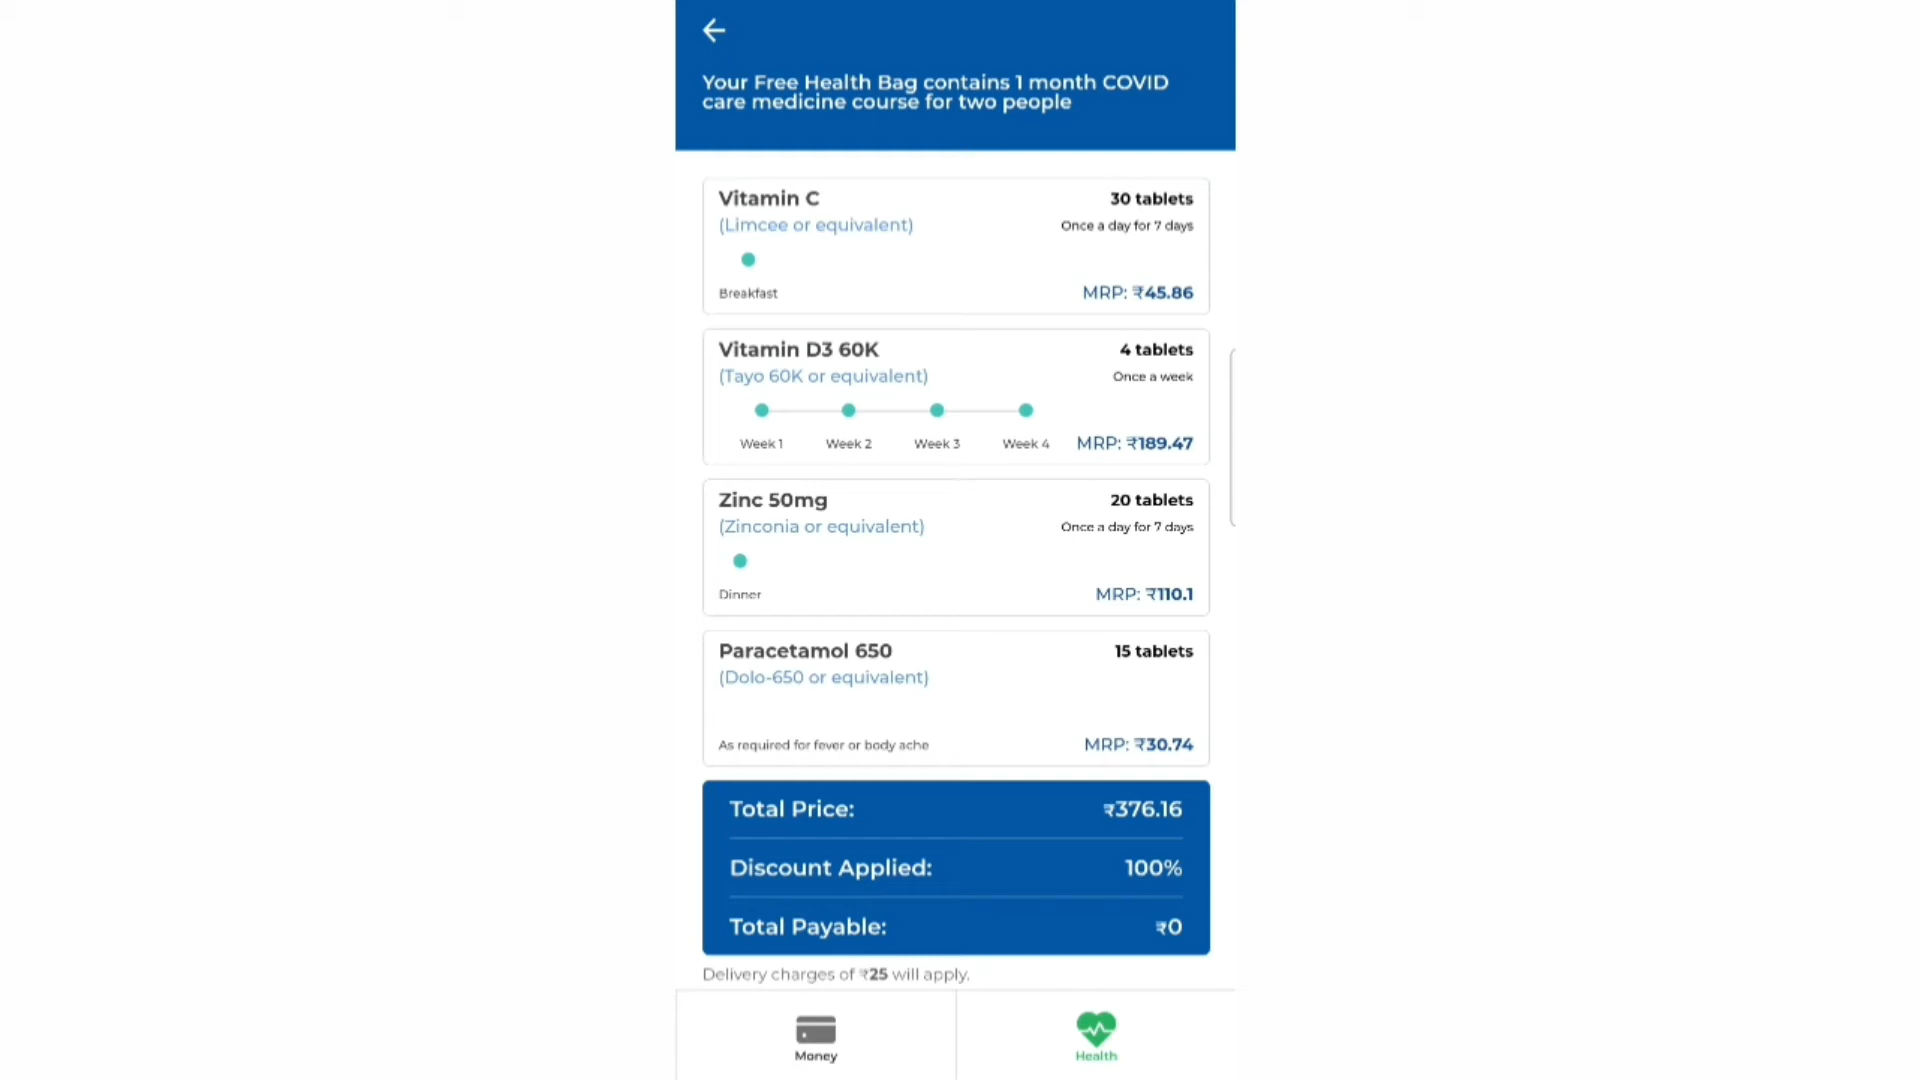 Your Free Health Bag contains 1 month COVID
care medicine course for two people
Vitamin C
30 tablets
(Limcee or equivalent)
Once a day for 7 days
Breakfast
MRP: ₹45.86
Vitamin D3 60K
4 tablets
(Tayo 60K or equivalent)
Once a week
Week 1 Week 2 Week 3 Week 4
MRP: ₹189.47
Zinc 50mg
20 tablets
(Zinconia or equivalent)
Once a day for 7 days
Dinner
MRP: ₹110.1
Paracetamol 650
15 tablets
(Dolo-650 or equivalent)
As required for fever or body ache
MRP: ₹30.74
Total Price: ₹376.16
Discount Applied: 100%
Total Payable: ₹0
Delivery charges of ₹25 will apply.
Money
Health